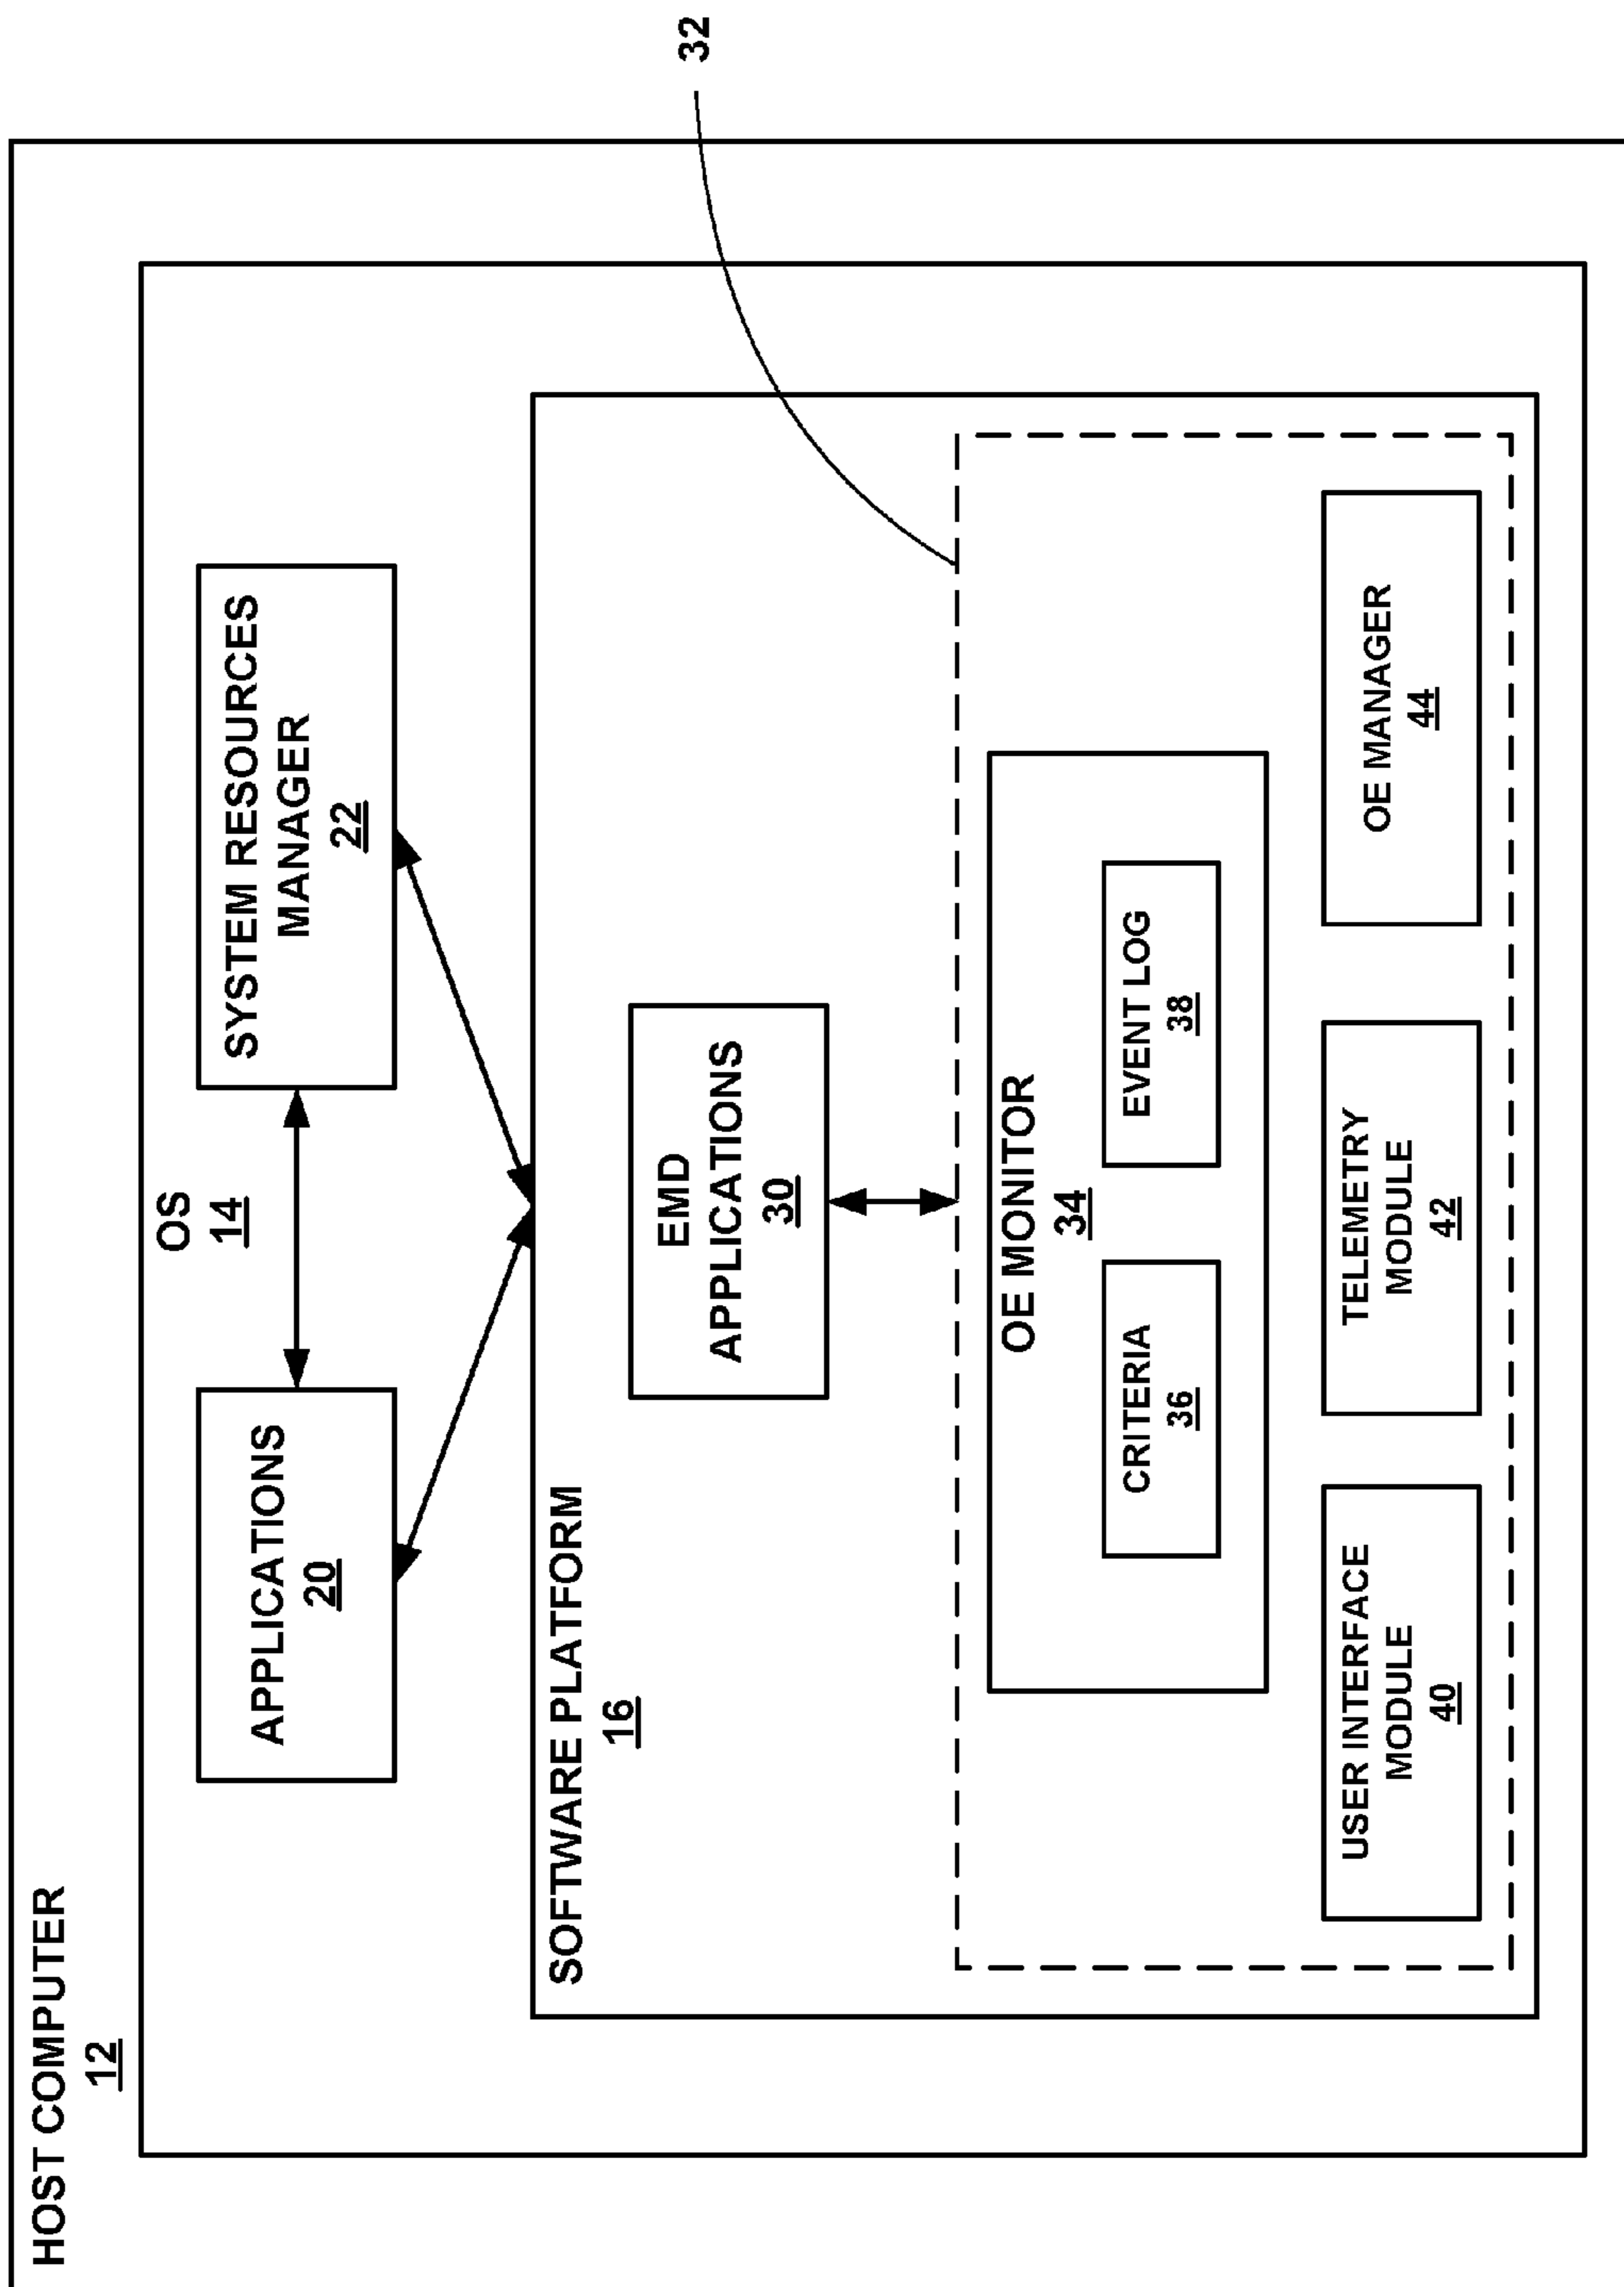 HOST COMPUTER
12
OS
14
APPLICATIONS
20
SYSTEM RESOURCES
MANAGER
22
SOFTWARE PLATFORM
16
EMD
APPLICATIONS
30
32
OE MONITOR
34
CRITERIA
36
EVENT LOG
38
USER INTERFACE
MODULE
40
TELEMETRY
MODULE
42
OE MANAGER
44